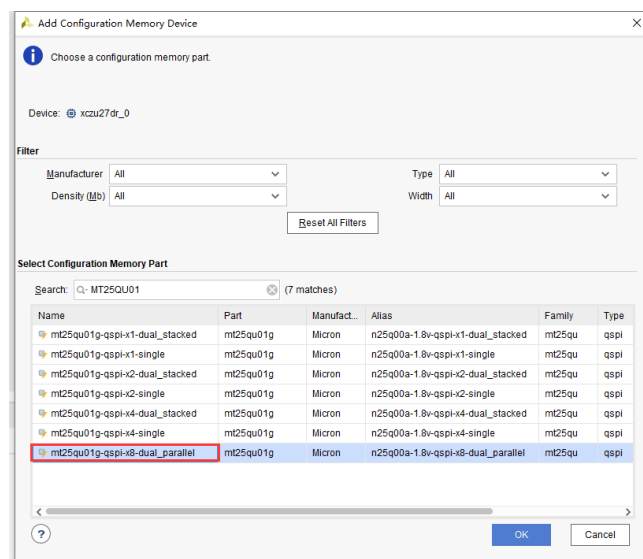 Add Configuration Memory Device
Choose a configuration memory part.
Device: xczu27dr_0
Filter
Manufacturer All Type All
Density (Mb) All Width All
Reset All Filters
Select Configuration Memory Part
Search: MT25QU01 (7 matches)
Name Part Manufact... Alias Family Type
mt25qu01g-qspi-x1-dual_stacked mt25qu01g Micron n25q00a-1.8v-qspi-x1-dual_stacked mt25qu qspi
mt25qu01g-qspi-x1-single mt25qu01g Micron n25q00a-1.8v-qspi-x1-single mt25qu qspi
mt25qu01g-qspi-x2-dual_stacked mt25qu01g Micron n25q00a-1.8v-qspi-x2-dual_stacked mt25qu qspi
mt25qu01g-qspi-x2-single mt25qu01g Micron n25q00a-1.8v-qspi-x2-single mt25qu qspi
mt25qu01g-qspi-x4-dual_stacked mt25qu01g Micron n25q00a-1.8v-qspi-x4-dual_stacked mt25qu qspi
mt25qu01g-qspi-x4-single mt25qu01g Micron n25q00a-1.8v-qspi-x4-single mt25qu qspi
mt25qu01g-qspi-x8-dual_parallel mt25qu01g Micron n25q00a-1.8v-qspi-x8-dual_parallel mt25qu qspi
? OK Cancel